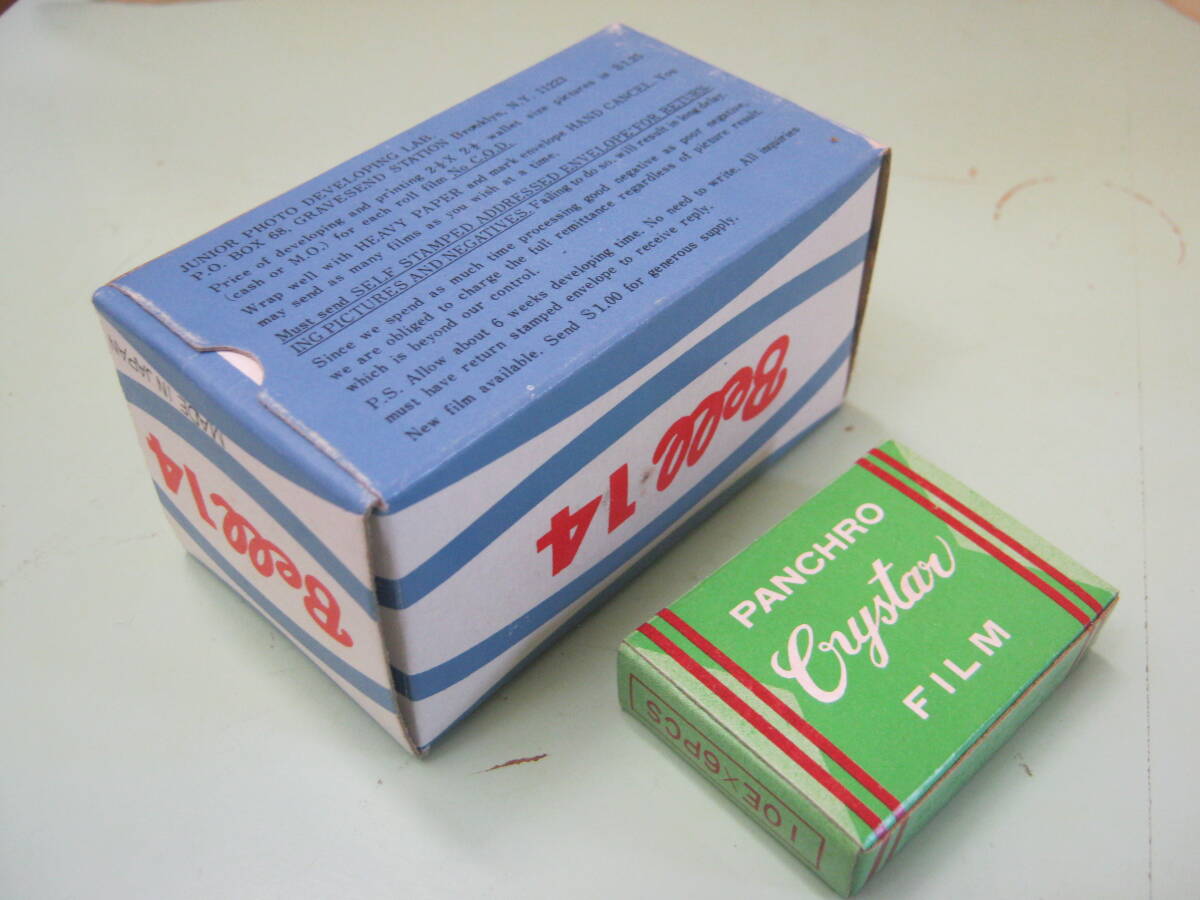 JUNIOR PHOTO DEVELOPING LAB.
P.O. BOX 68, GRAVESEND STATION Brooklyn, N.Y. 11223
Price of developing and printing 2¼ X 2¼ wallet size pictures is $1.25
(cash or M.O.) for each roll film. No C.O.D.
Wrap well with HEAVY PAPER and mark envelope HAND CANCEL. You
may send as many films as you wish at a time.
Must send SELF STAMPED ADDRESSED ENVELOPE FOR RETURN-
ING PICTURES AND NEGATIVES. Failing to do so, will result in long delay.
Since we spend as much time processing good negative as poor negative,
we are obliged to charge the full remittance regardless of picture result
which is beyond our control.
P.S. Allow about 6 weeks developing time. No need to write. All inquiries
must have return stamped envelope to receive reply.
New film available. Send $1.00 for generous supply.
MADE IN JAPAN
Bell 14
Bell 14
PANCHRO
Crystar
FILM
10E×6PCS